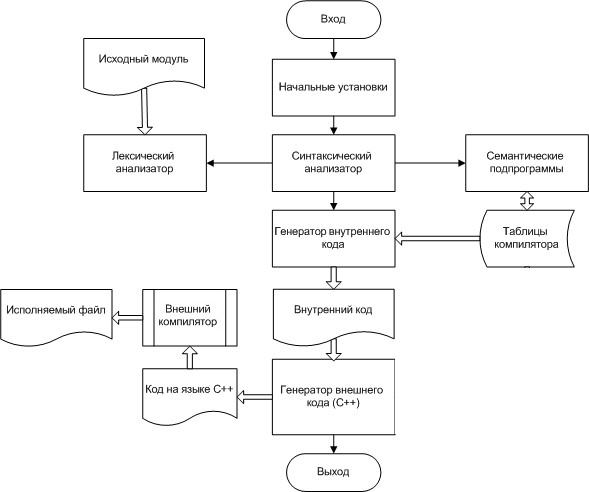 Вход
Исходный модуль
Начальные установки
Лексический
анализатор
Синтаксический
анализатор
Семантические
подпрограммы
Генератор внутреннего
кода
Таблицы
компилятора
Исполняемый файл
Внешний
компилятор
Внутренний код
Код на языке C++
Генератор внешнего
кода (C++)
Выход